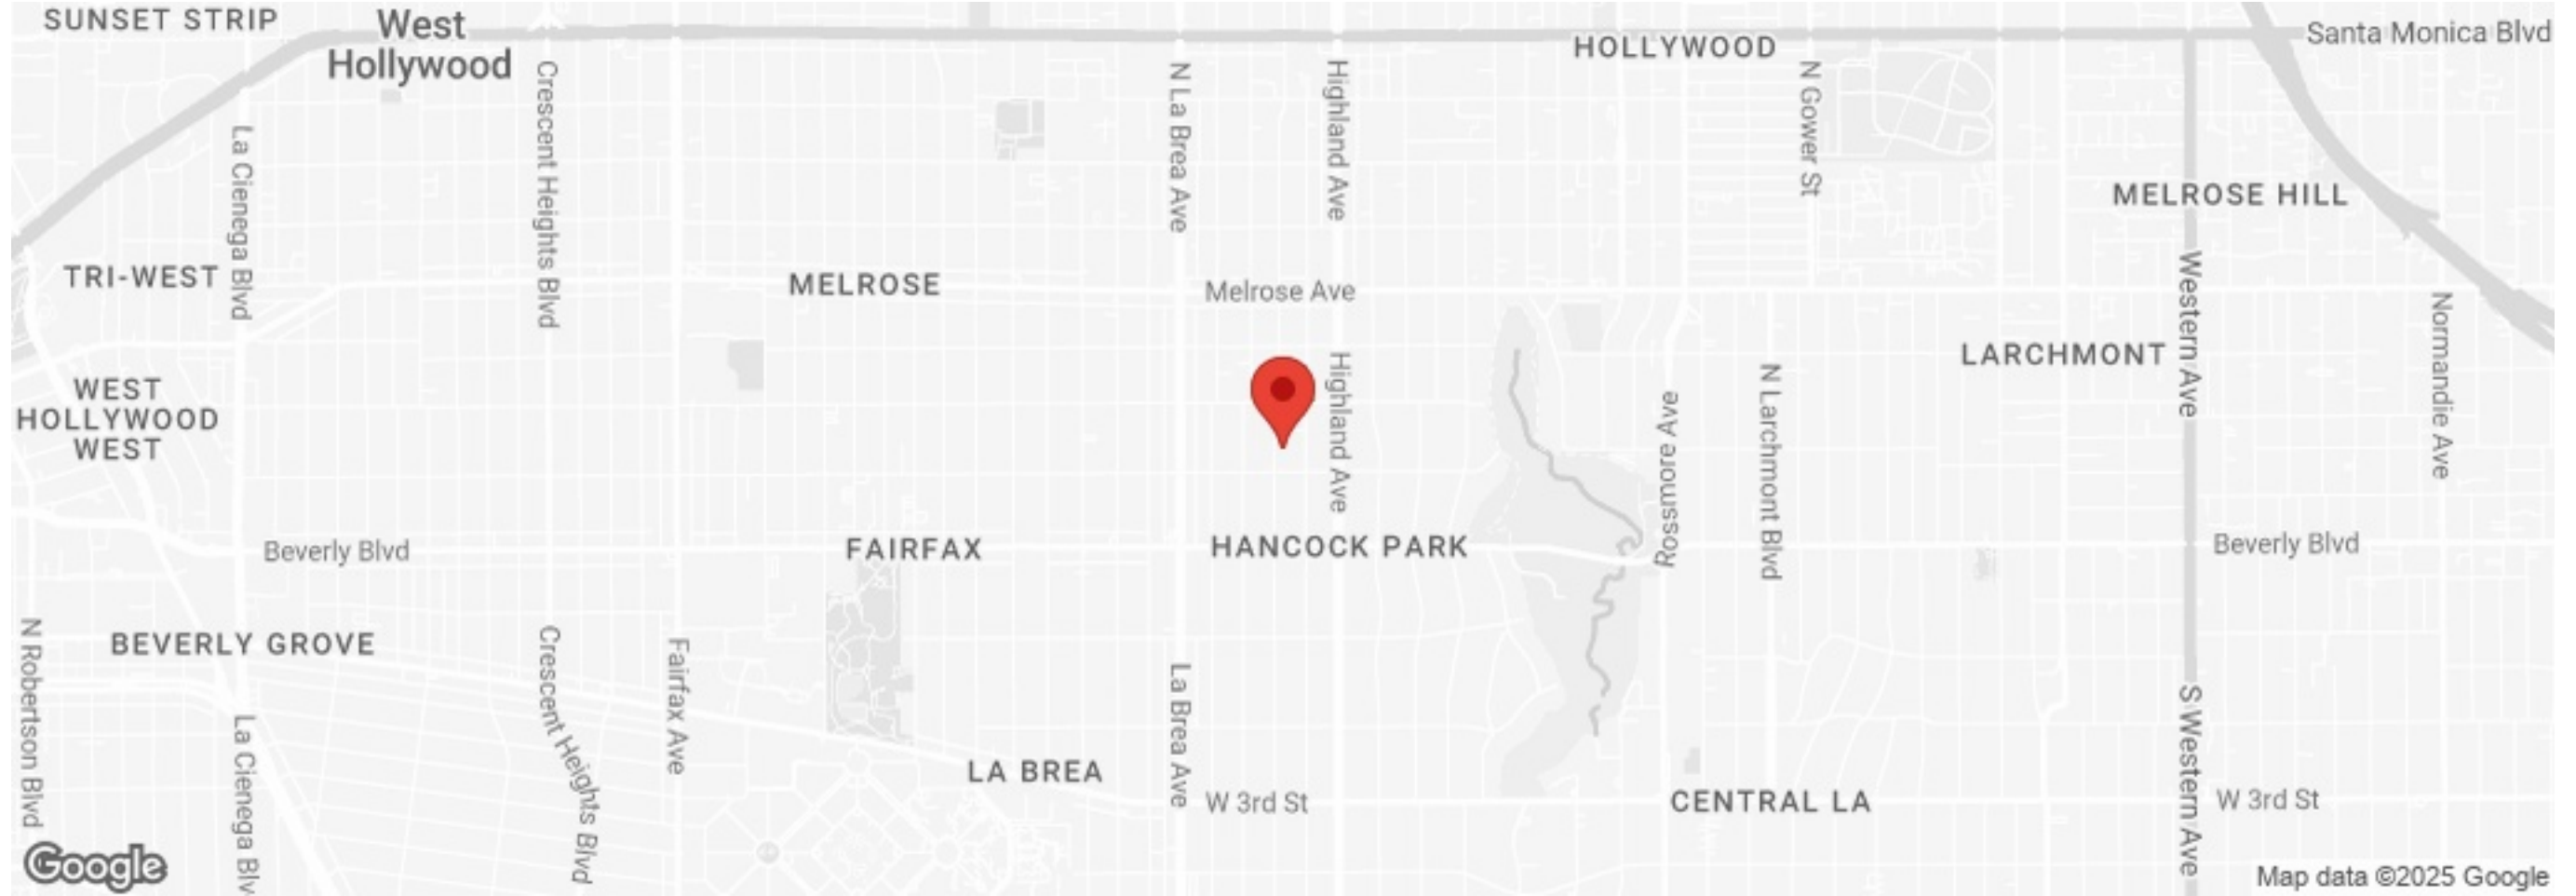 SUNSET STRIP
West
Hollywood
HOLLYWOOD
Santa Monica Blvd
La Cienega Blvd
Crescent Heights Blvd
N La Brea Ave
Highland Ave
N Gower St
MELROSE HILL
TRI-WEST
MELROSE
Melrose Ave
Western Ave
Normandie Ave
WEST
HOLLYWOOD
WEST
Highland Ave
Rossmore Ave
N Larchmont Blvd
LARCHMONT
Beverly Blvd
FAIRFAX
HANCOCK PARK
Beverly Blvd
N Robertson Blvd
BEVERLY GROVE
La Cienega Blv
Crescent Heights Blvd
Fairfax Ave
LA BREA
La Brea Ave
W 3rd St
CENTRAL LA
S Western Ave
W 3rd St
Google
Map data ©2025 Google